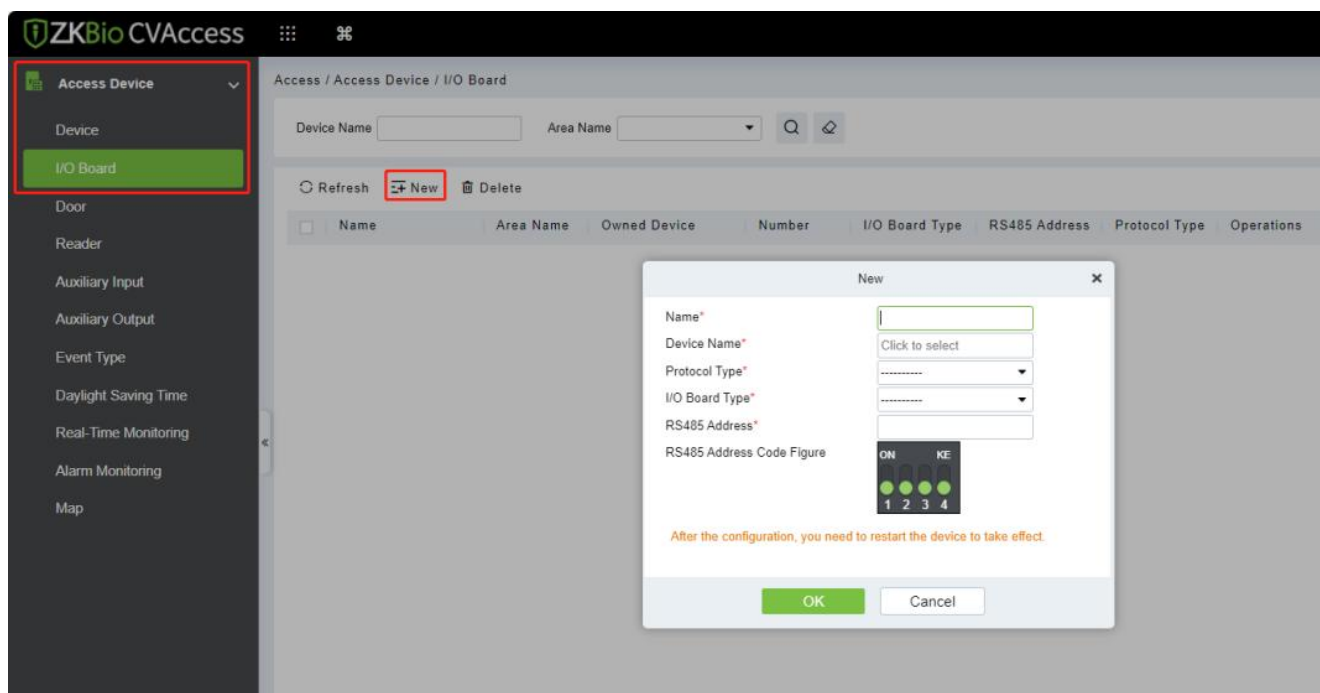 ZKBio CVAccess
Access Device
Device
I/O Board
Door
Reader
Auxiliary Input
Auxiliary Output
Event Type
Daylight Saving Time
Real-Time Monitoring
Alarm Monitoring
Map
Access / Access Device / I/O Board
Device Name Area Name
Refresh New Delete
Name Area Name Owned Device Number I/O Board Type RS485 Address Protocol Type Operations
New
Name*
Device Name* Click to select
Protocol Type* ----------
I/O Board Type* ----------
RS485 Address*
RS485 Address Code Figure
ON KE
1 2 3 4
After the configuration, you need to restart the device to take effect.
OK Cancel